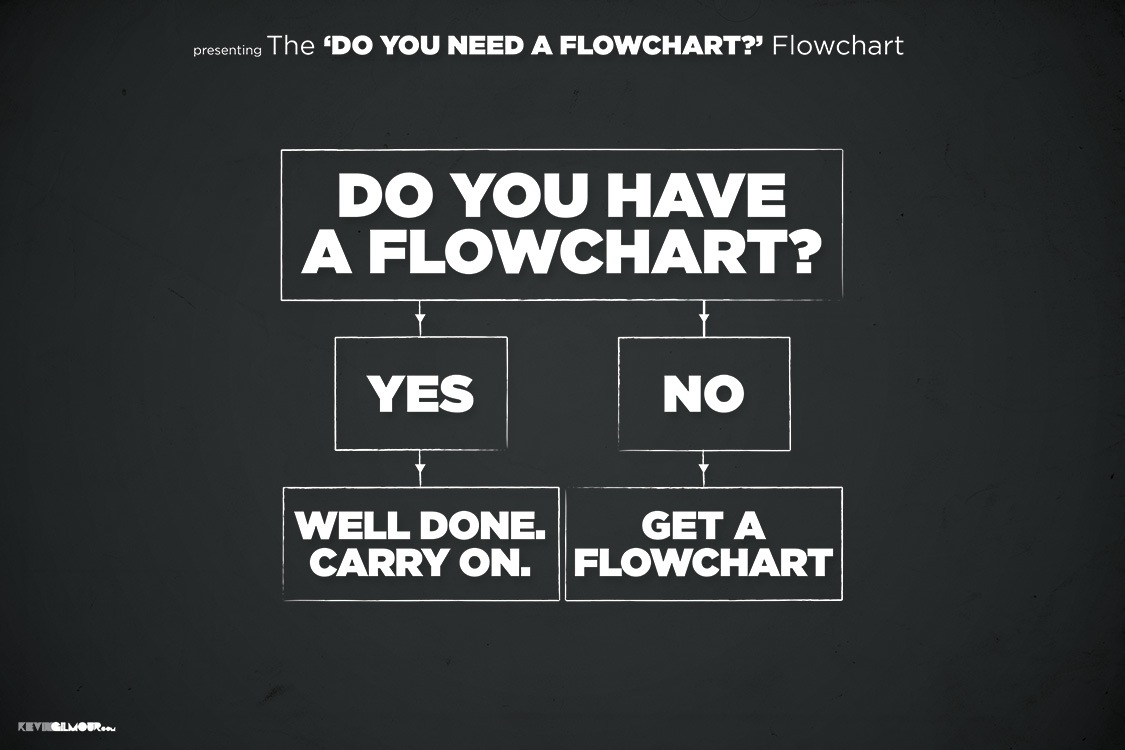 presenting The ‘DO YOU NEED A FLOWCHART?’ Flowchart
DO YOU HAVE
A FLOWCHART?
YES
NO
WELL DONE.
CARRY ON.
GET A
FLOWCHART
KEVINGILMOUR.com